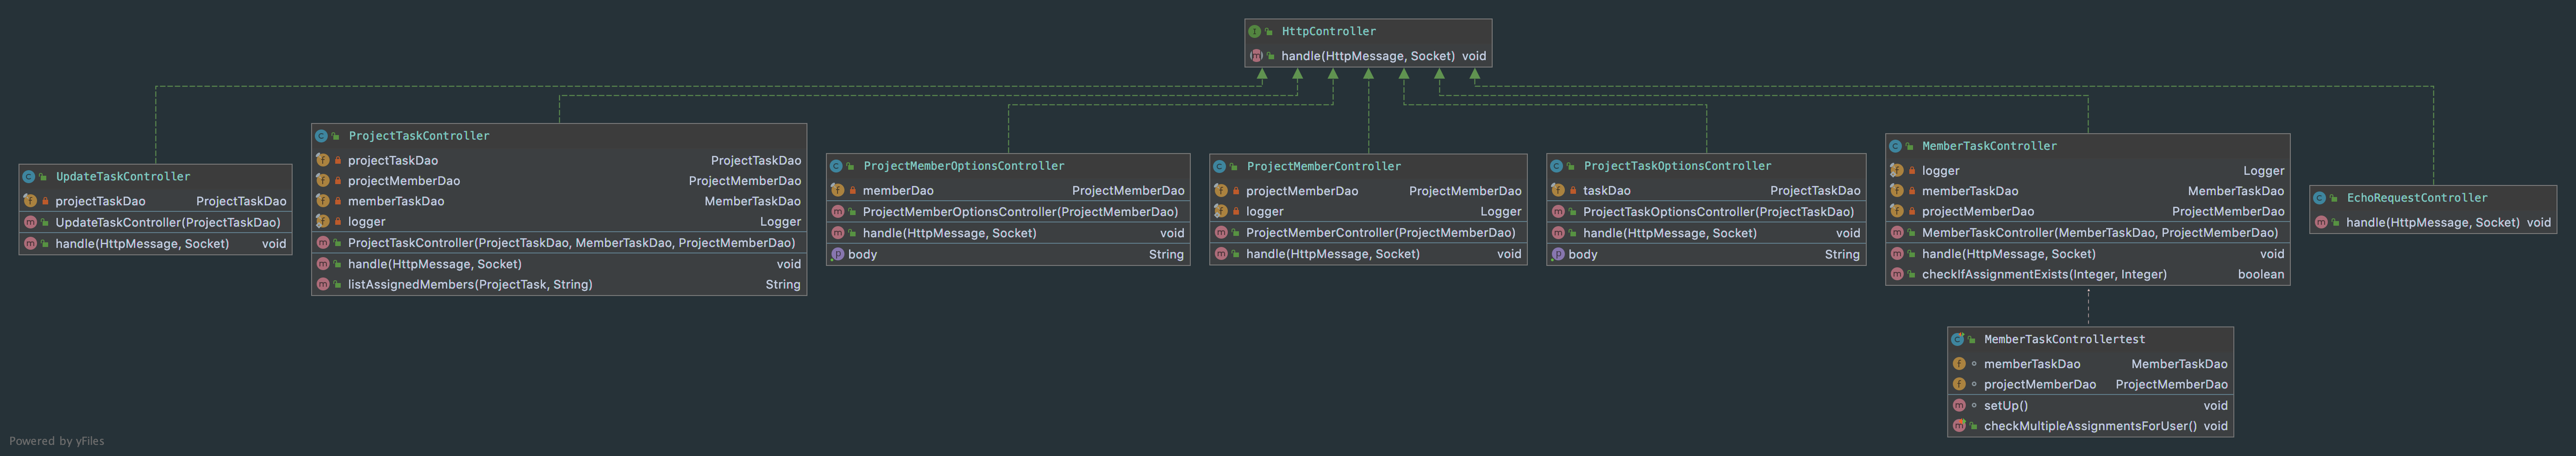 HttpController
handle(HttpMessage, Socket) void
UpdateTaskController
projectTaskDao ProjectTaskDao
UpdateTaskController(ProjectTaskDao)
handle(HttpMessage, Socket) void
ProjectTaskController
projectTaskDao ProjectTaskDao
projectMemberDao ProjectMemberDao
memberTaskDao MemberTaskDao
logger Logger
ProjectTaskController(ProjectTaskDao, MemberTaskDao, ProjectMemberDao)
handle(HttpMessage, Socket) void
listAssignedMembers(ProjectTask, String) String
ProjectMemberOptionsController
memberDao ProjectMemberDao
ProjectMemberOptionsController(ProjectMemberDao)
handle(HttpMessage, Socket) void
body String
ProjectMemberController
projectMemberDao ProjectMemberDao
logger Logger
ProjectMemberController(ProjectMemberDao)
handle(HttpMessage, Socket) void
ProjectTaskOptionsController
taskDao ProjectTaskDao
ProjectTaskOptionsController(ProjectTaskDao)
handle(HttpMessage, Socket) void
body String
MemberTaskController
logger Logger
memberTaskDao MemberTaskDao
projectMemberDao ProjectMemberDao
MemberTaskController(MemberTaskDao, ProjectMemberDao)
handle(HttpMessage, Socket) void
checkIfAssignmentExists(Integer, Integer) boolean
EchoRequestController
handle(HttpMessage, Socket) void
MemberTaskControllertest
memberTaskDao MemberTaskDao
projectMemberDao ProjectMemberDao
setUp() void
checkMultipleAssignmentsForUser() void
Powered by yFiles